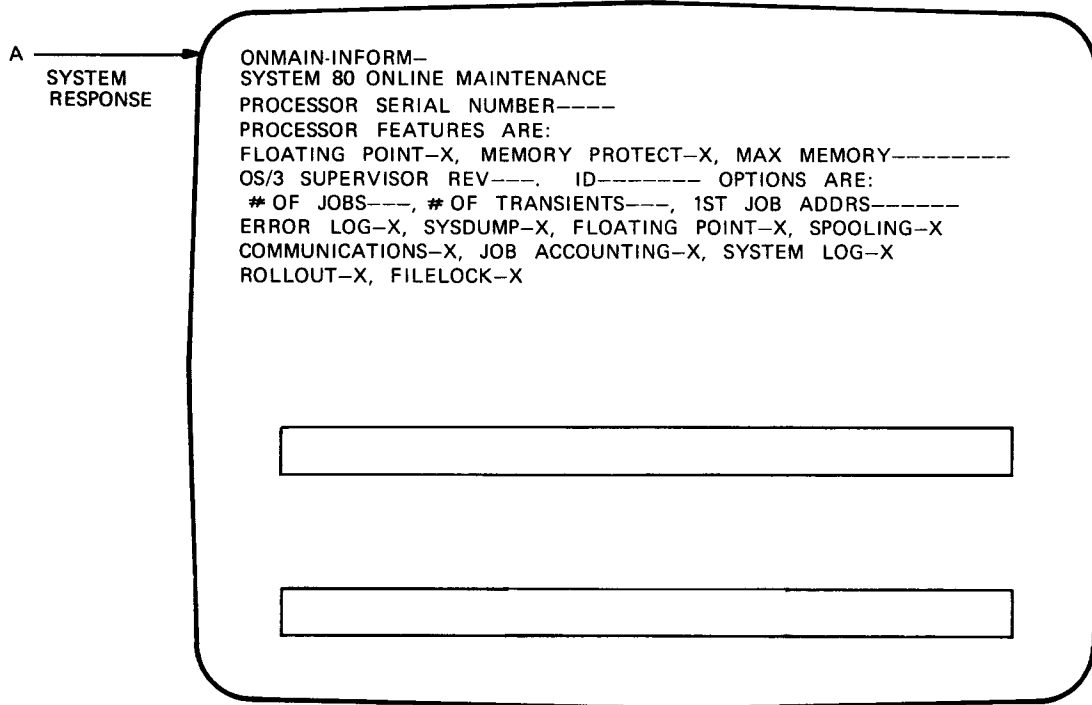 A
SYSTEM
RESPONSE
ONMAIN-INFORM—
SYSTEM 80 ONLINE MAINTENANCE
PROCESSOR SERIAL NUMBER————
PROCESSOR FEATURES ARE:
FLOATING POINT—X, MEMORY PROTECT—X, MAX MEMORY—————————
OS/3 SUPERVISOR REV———. ID——————— OPTIONS ARE:
# OF JOBS———, # OF TRANSIENTS———, 1ST JOB ADDRS——————
ERROR LOG—X, SYSDUMP—X, FLOATING POINT—X, SPOOLING—X
COMMUNICATIONS—X, JOB ACCOUNTING—X, SYSTEM LOG—X
ROLLOUT—X, FILELOCK—X